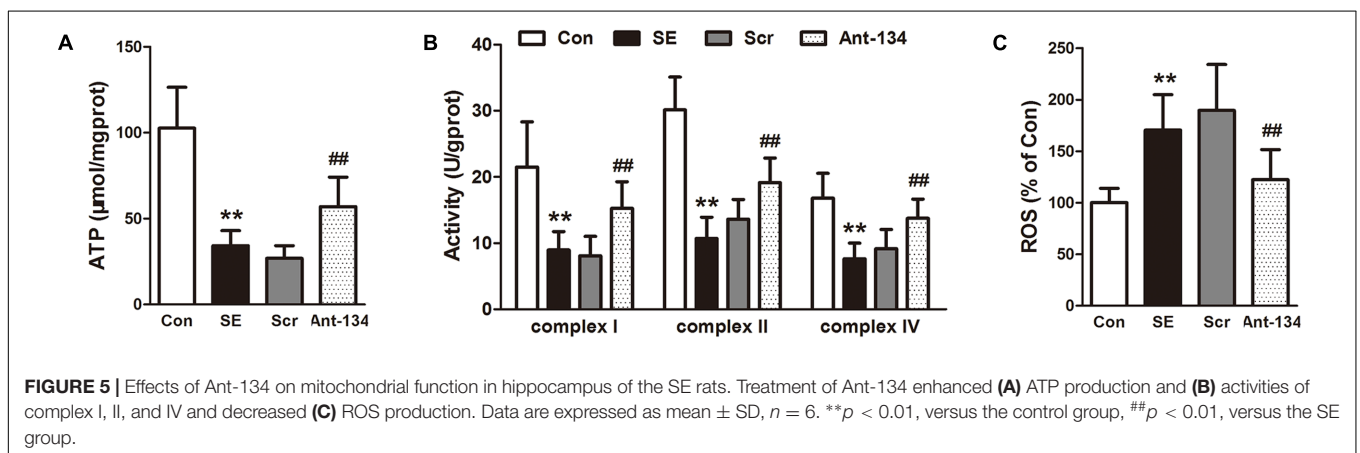 A
ATP (µmol/mgprot)
150
100
50
0
Con SE Scr Ant-134
**
##
B
Con SE Scr Ant-134
Activity (U/gprot)
40
30
20
10
0
** ## ** ## ** ##
complex I complex II complex IV
C
ROS (% of Con)
250
200
150
100
50
0
**
##
Con SE Scr Ant-134
FIGURE 5 | Effects of Ant-134 on mitochondrial function in hippocampus of the SE rats. Treatment of Ant-134 enhanced (A) ATP production and (B) activities of
complex I, II, and IV and decreased (C) ROS production. Data are expressed as mean ± SD, n = 6. **p < 0.01, versus the control group, ##p < 0.01, versus the SE
group.